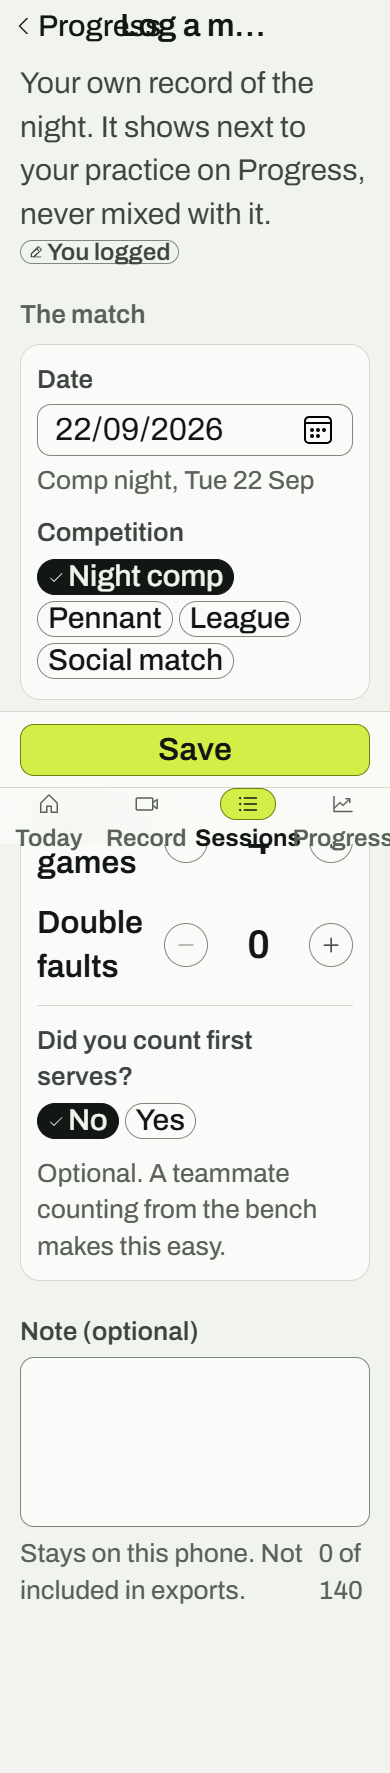 Progress
Log a m…
Your own record of the
night. It shows next to
your practice on Progress,
never mixed with it.
You logged
The match
Date
22/09/2026
Comp night, Tue 22 Sep
Competition
Night comp
Pennant League
Social match
Save
Today Record Sessions Progress
games
Double 0
faults
Did you count first
serves?
No Yes
Optional. A teammate
counting from the bench
makes this easy.
Note (optional)
Stays on this phone. Not 0 of
included in exports. 140